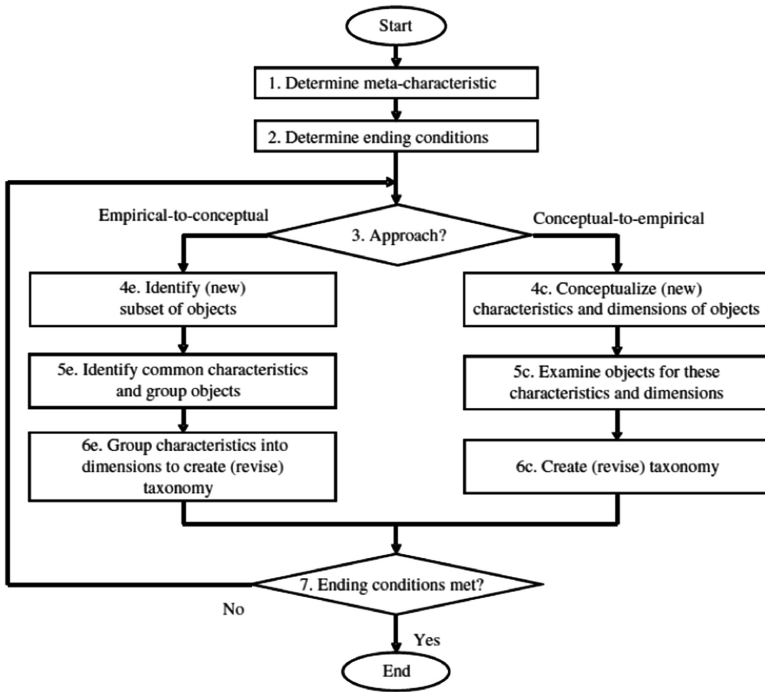 Start
1. Determine meta-characteristic
2. Determine ending conditions
Empirical-to-conceptual
Conceptual-to-empirical
3. Approach?
4e. Identify (new)
subset of objects
4c. Conceptualize (new)
characteristics and dimensions of objects
5e. Identify common characteristics
and group objects
5c. Examine objects for these
characteristics and dimensions
6e. Group characteristics into
dimensions to create (revise)
taxonomy
6c. Create (revise) taxonomy
7. Ending conditions met?
No
Yes
End